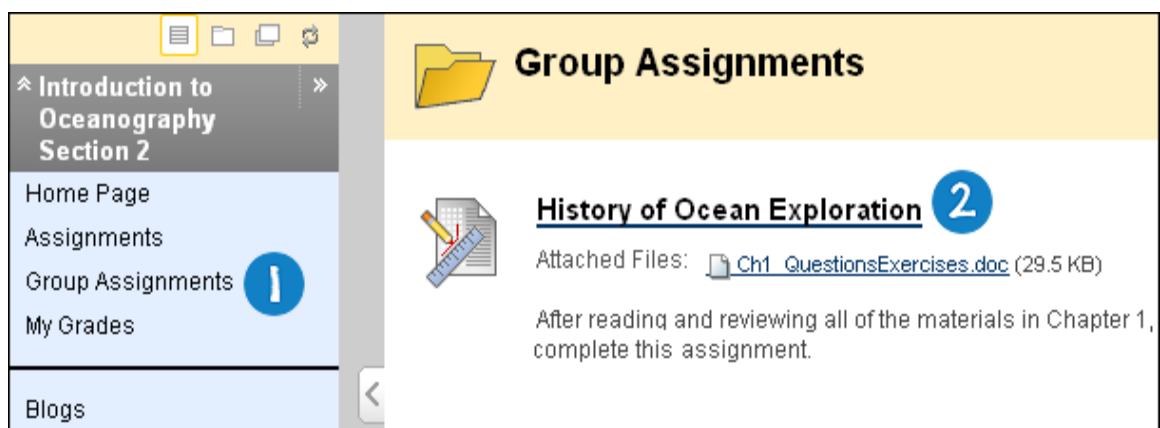 Introduction to
Oceanography
Section 2
Home Page
Assignments
Group Assignments 1
My Grades
Blogs
Group Assignments
History of Ocean Exploration 2
Attached Files: Ch1_QuestionsExercises.doc (29.5 KB)
After reading and reviewing all of the materials in Chapter 1,
complete this assignment.